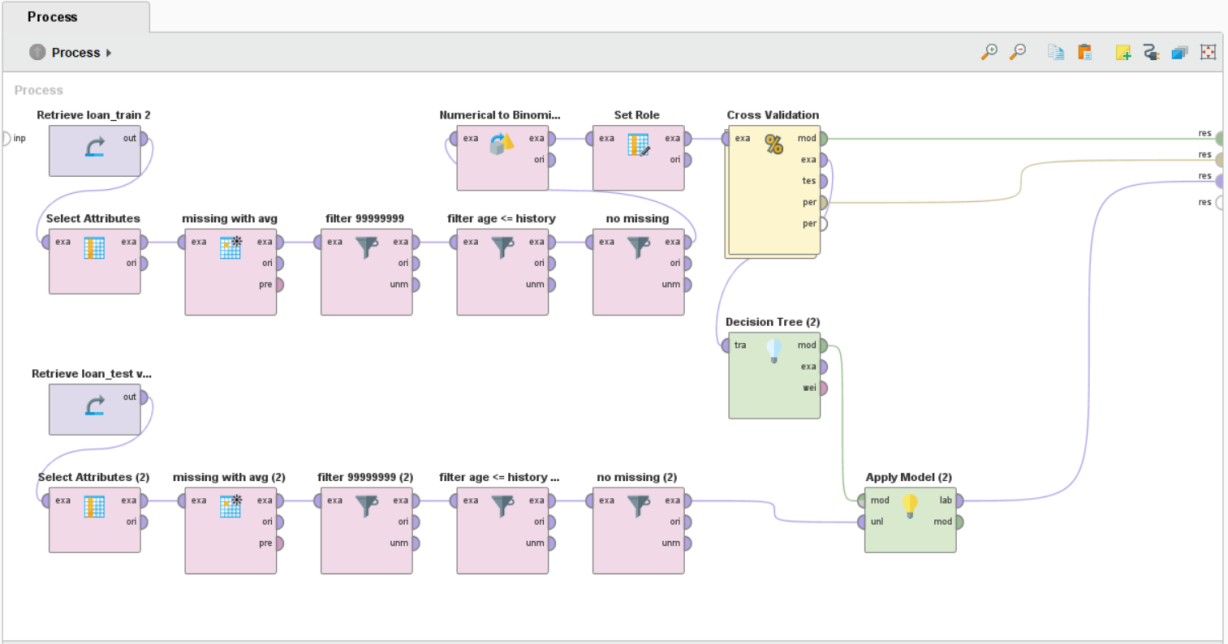 Process
Process
Process
inp
Retrieve loan_train 2
out
Numerical to Binomi...
exa exa
ori
Set Role
exa exa
ori
Cross Validation
exa mod
exa
tes
per
per
res
res
res
res
Select Attributes
exa exa
ori
missing with avg
exa exa
ori
pre
filter 99999999
exa exa
ori
unm
filter age <= history
exa exa
ori
unm
no missing
exa exa
ori
unm
Decision Tree (2)
tra mod
exa
wei
Retrieve loan_test v...
out
Select Attributes (2)
exa exa
ori
missing with avg (2)
exa exa
ori
pre
filter 99999999 (2)
exa exa
ori
unm
filter age <= history ...
exa exa
ori
unm
no missing (2)
exa exa
ori
unm
Apply Model (2)
mod lab
unl mod